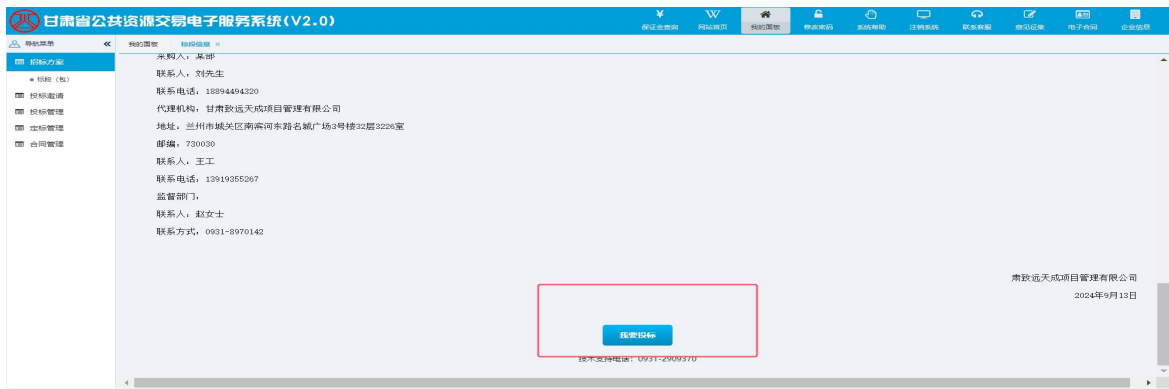 甘肃省公共资源交易电子服务系统(V2.0)
保证金查询 网站首页 我的面板 修改密码 系统帮助 注销系统 联系客服 意见征集 电子合同 企业信息
导航菜单 «
我的面板 标段信息 ×
招标方案
标段（包）
投标邀请
投标管理
定标管理
合同管理
采购人：某部
联系人：刘先生
联系电话：18894494320
代理机构：甘肃致远天成项目管理有限公司
地址：兰州市城关区南滨河东路名城广场3号楼32层3226室
邮编：730030
联系人：王工
联系电话：13919355267
监督部门：
联系人：赵女士
联系方式：0931-8970142
肃致远天成项目管理有限公司
2024年9月13日
我要投标
技术支持电话：0931-2909370